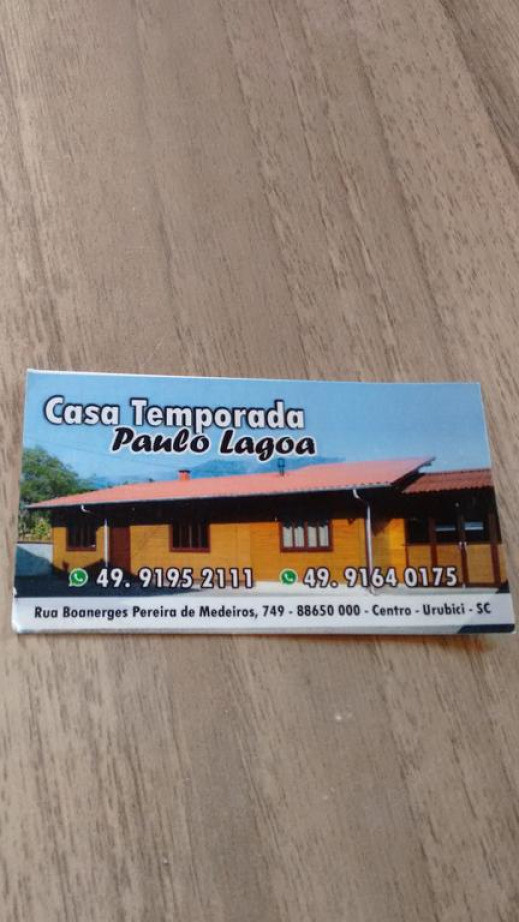 Casa Temporada
Paulo Lagoa
49. 9195 2111 49. 9164 0175
Rua Boanerges Pereira de Medeiros, 749 - 88650 000 - Centro - Urubici - SC